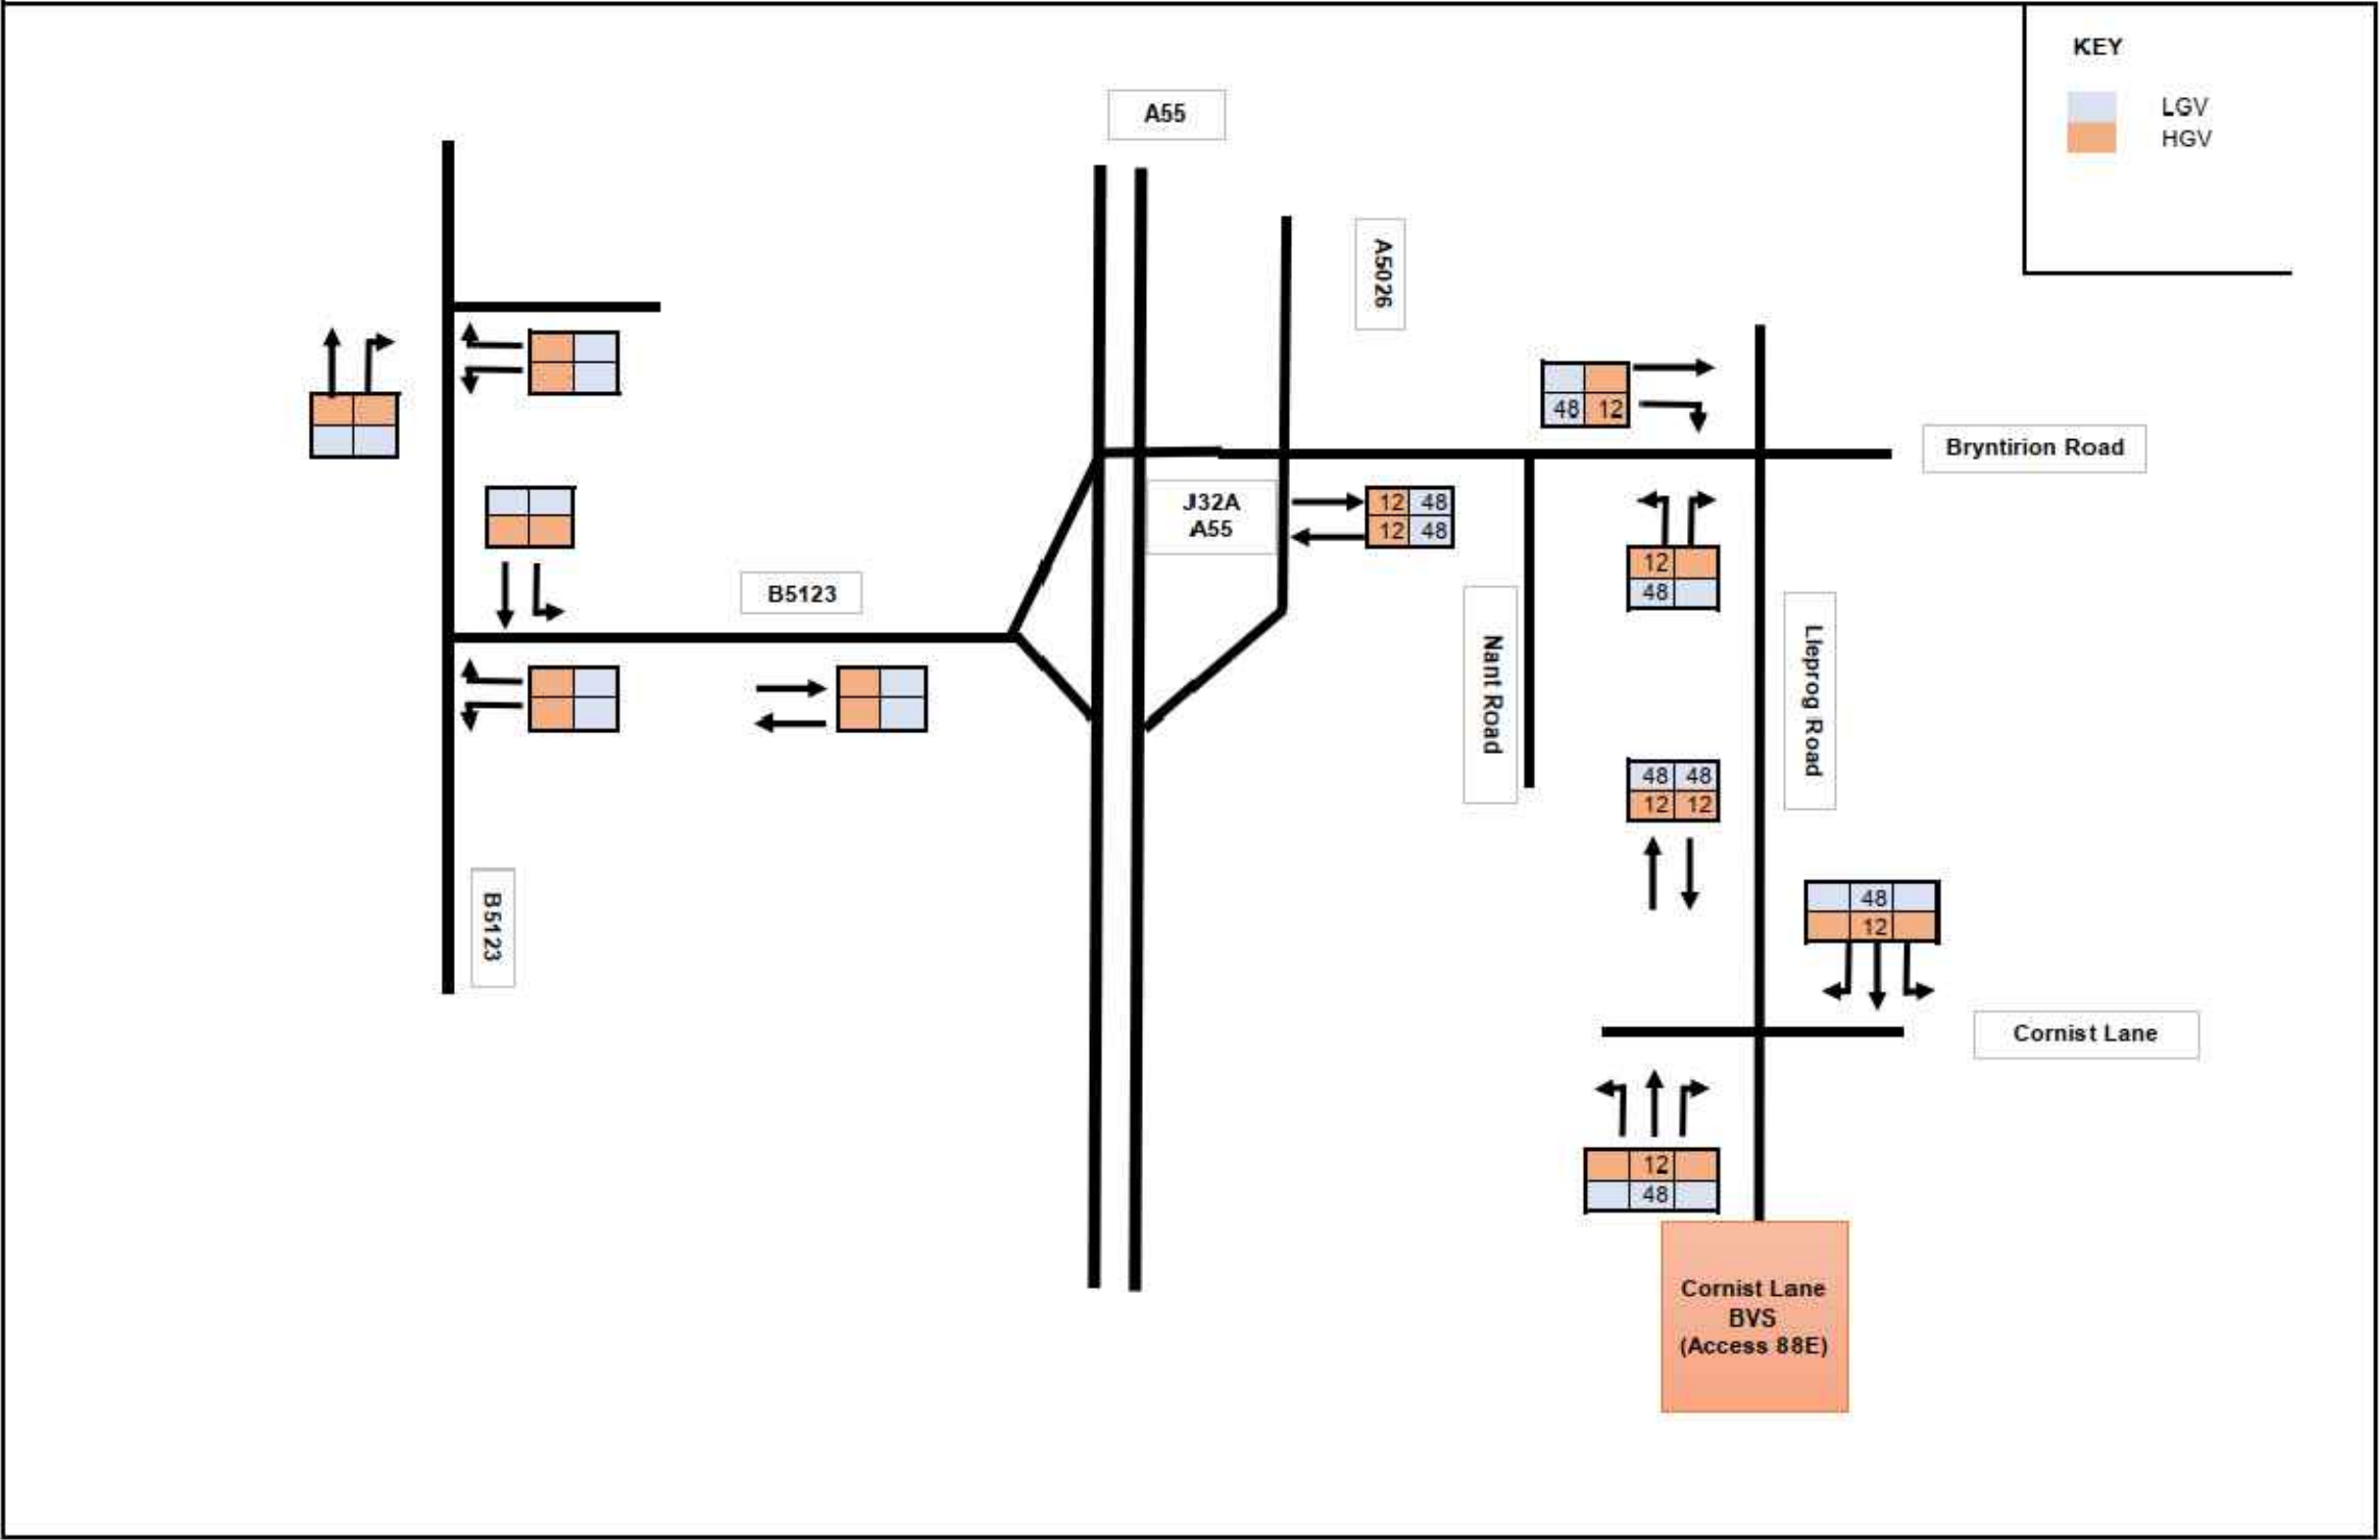 KEY
LGV
HGV
A55
A5026
48 12
Bryntirion Road
J32A
A55
12 48
12 48
12
48
B5123
Nant Road
Lleprog Road
48 48
12 12
B5123
48
12
Cornist Lane
12
48
Cornist Lane
BVS
(Access 88E)